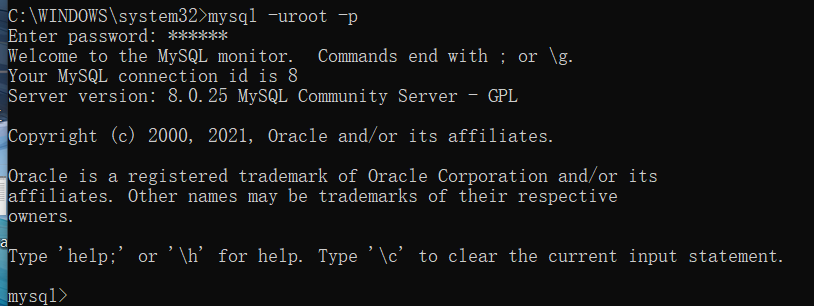 C:\WINDOWS\system32>mysql -uroot -p
Enter password: ******
Welcome to the MySQL monitor.  Commands end with ; or \g.
Your MySQL connection id is 8
Server version: 8.0.25 MySQL Community Server - GPL
Copyright (c) 2000, 2021, Oracle and/or its affiliates.
Oracle is a registered trademark of Oracle Corporation and/or its
affiliates. Other names may be trademarks of their respective
owners.
Type 'help;' or '\h' for help. Type '\c' to clear the current input statement.
mysql>